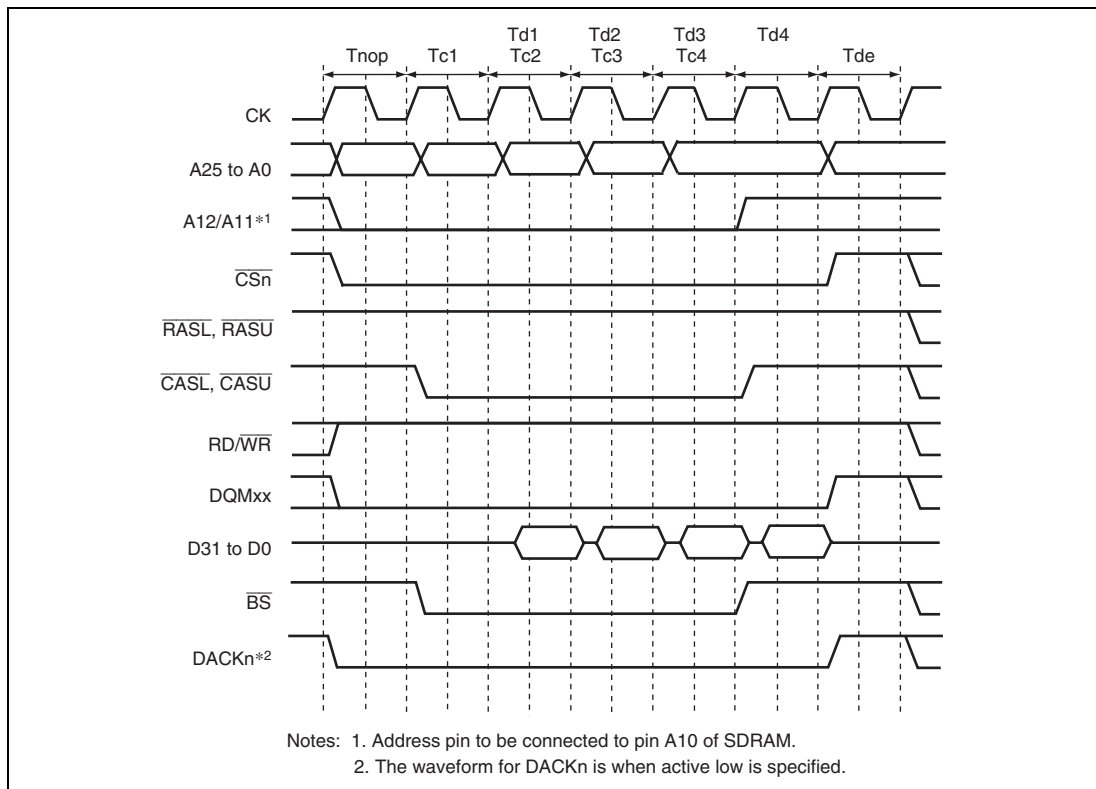 Td1 Td2 Td3 Td4
Tnop Tc1 Tc2 Tc3 Tc4 Tde
CK
A25 to A0
A12/A11*1
CSn
RASL, RASU
CASL, CASU
RD/WR
DQMxx
D31 to D0
BS
DACKn*2
Notes: 1. Address pin to be connected to pin A10 of SDRAM.
2. The waveform for DACKn is when active low is specified.